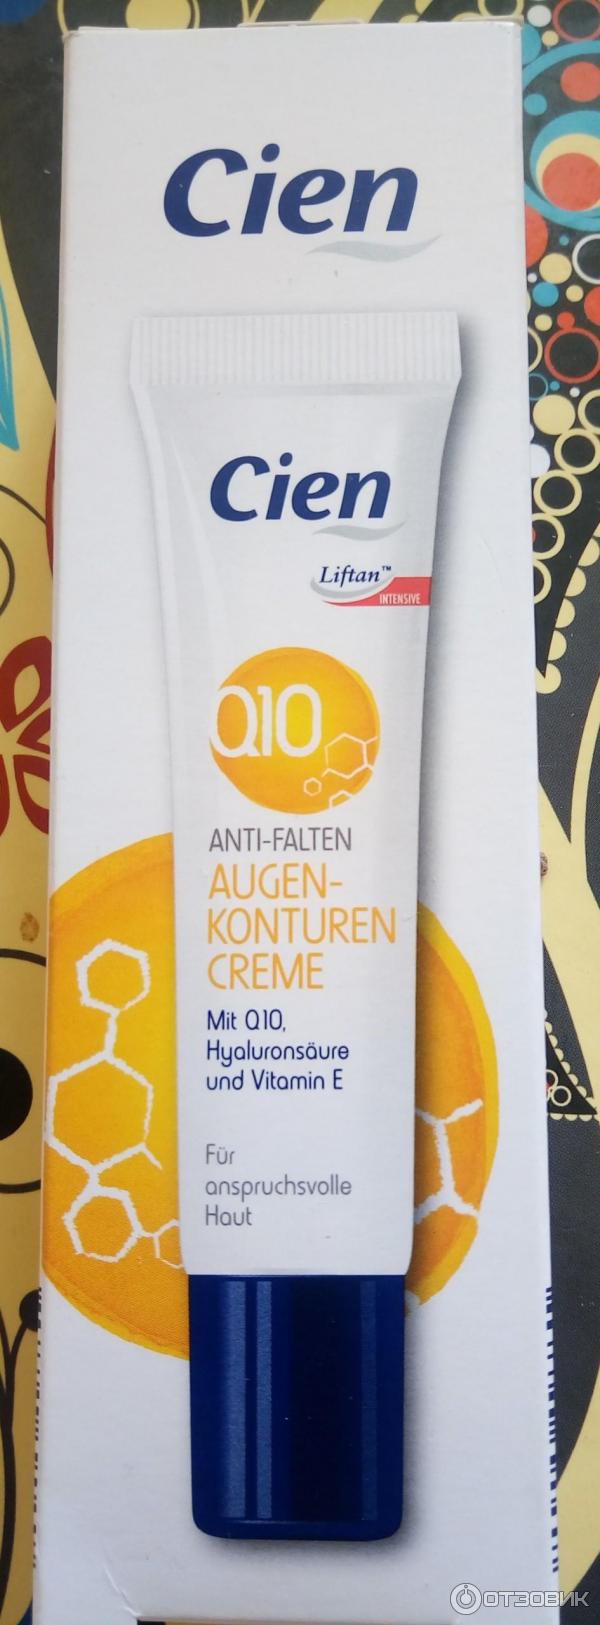 Cien
Cien
Liftan™
INTENSIVE
Q10
ANTI-FALTEN
AUGEN-
KONTUREN
CREME
Mit Q10,
Hyaluronsäure
und Vitamin E
Für
anspruchsvolle
Haut
ОТЗОВИК